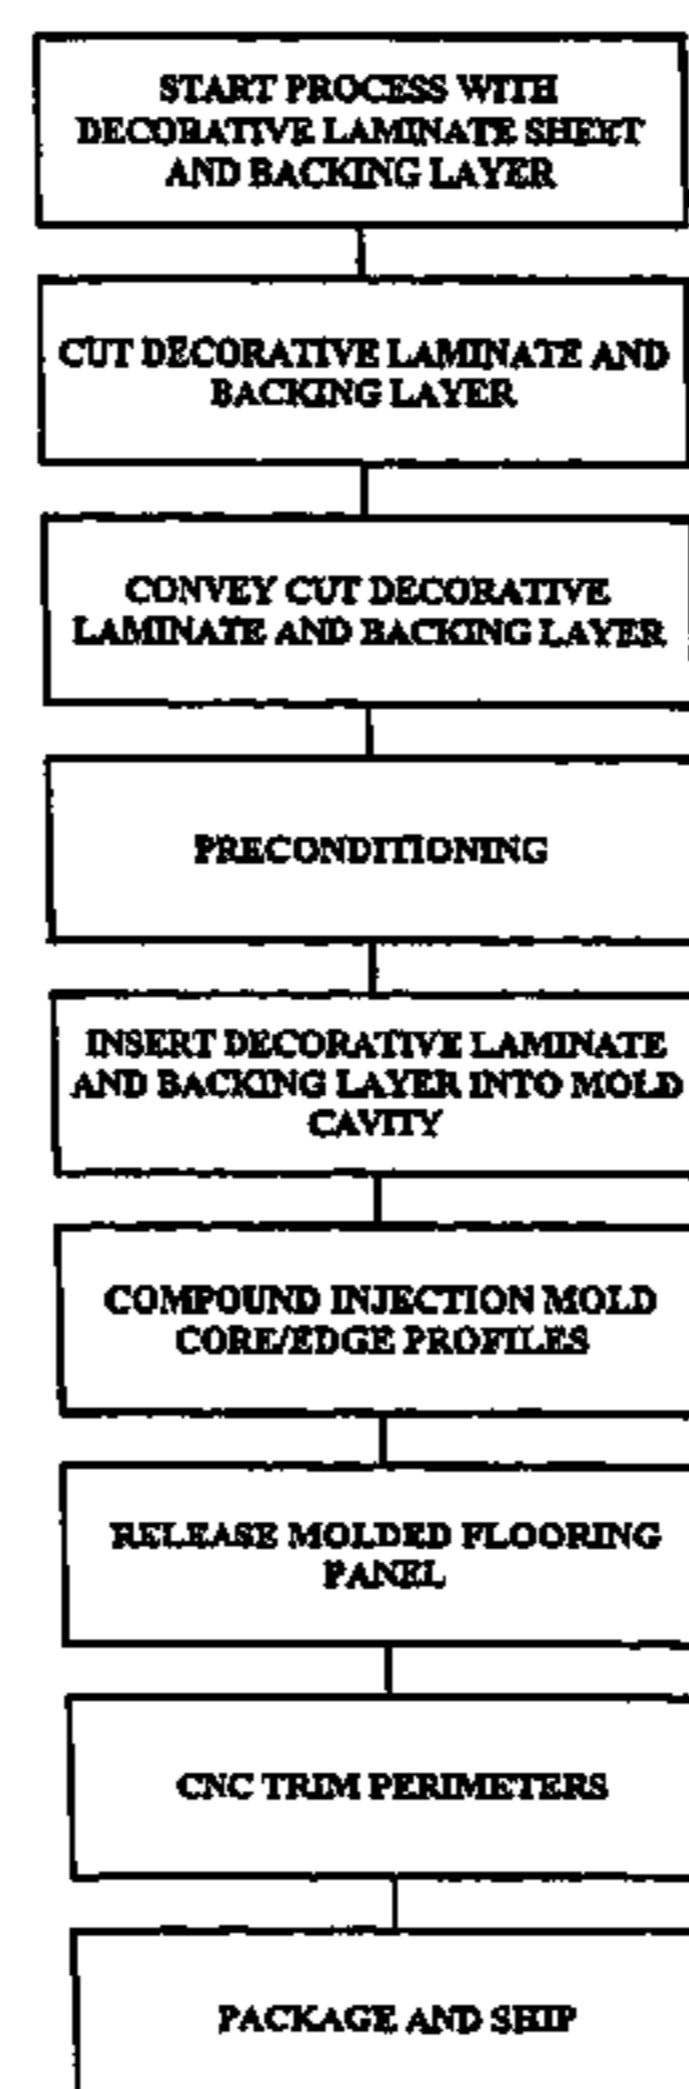 START PROCESS WITH
DECORATIVE LAMINATE SHEET
AND BACKING LAYER
CUT DECORATIVE LAMINATE AND
BACKING LAYER
CONVEY CUT DECORATIVE
LAMINATE AND BACKING LAYER
PRECONDITIONING
INSERT DECORATIVE LAMINATE
AND BACKING LAYER INTO MOLD
CAVITY
COMPOUND INJECTION MOLD
CORE/EDGE PROFILES
RELEASE MOLDED FLOORING
PANEL
CNC TRIM PERIMETERS
PACKAGE AND SHIP